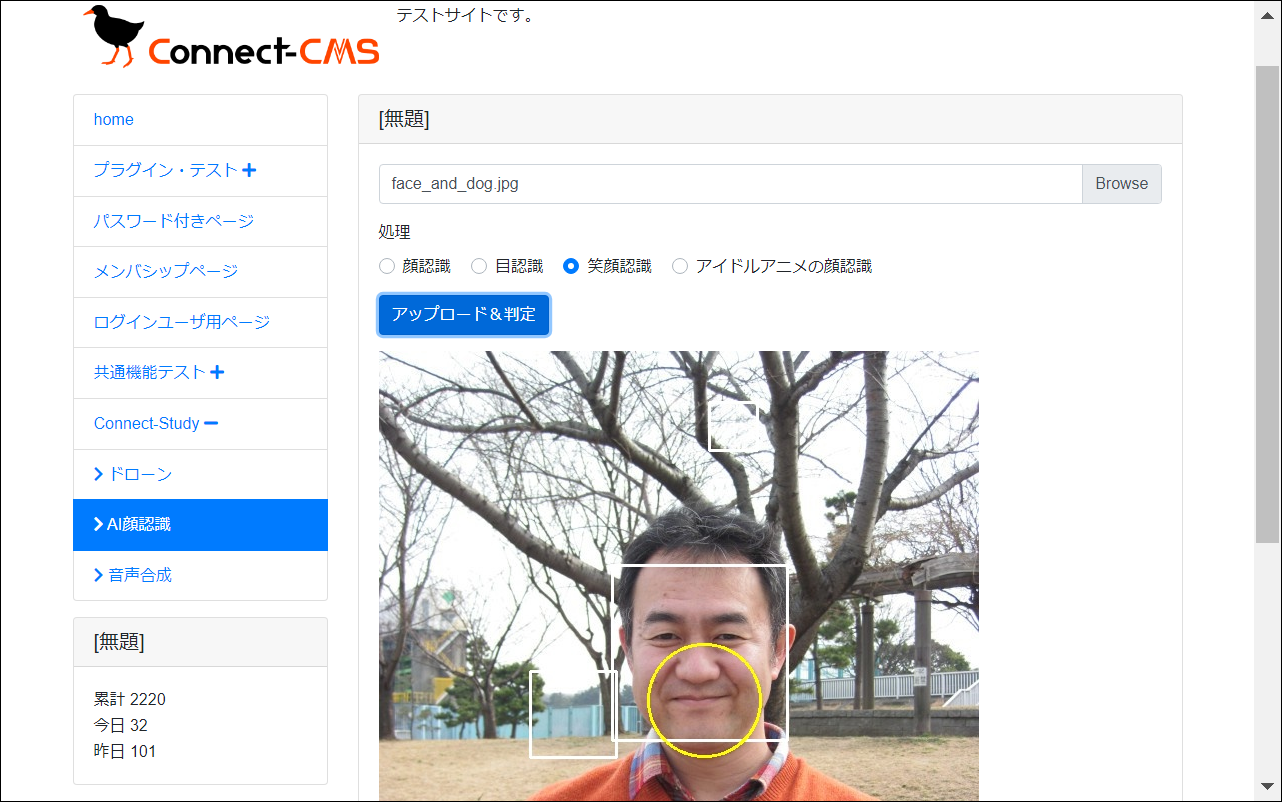 Connect-CMS
テストサイトです。
home
プラグイン・テスト
パスワード付きページ
メンバシップページ
ログインユーザ用ページ
共通機能テスト
Connect-Study
ドローン
AI顔認識
音声合成
[無題]
累計 2220
今日 32
昨日 101
[無題]
face_and_dog.jpg Browse
処理
顔認識 目認識 笑顔認識 アイドルアニメの顔認識
アップロード＆判定